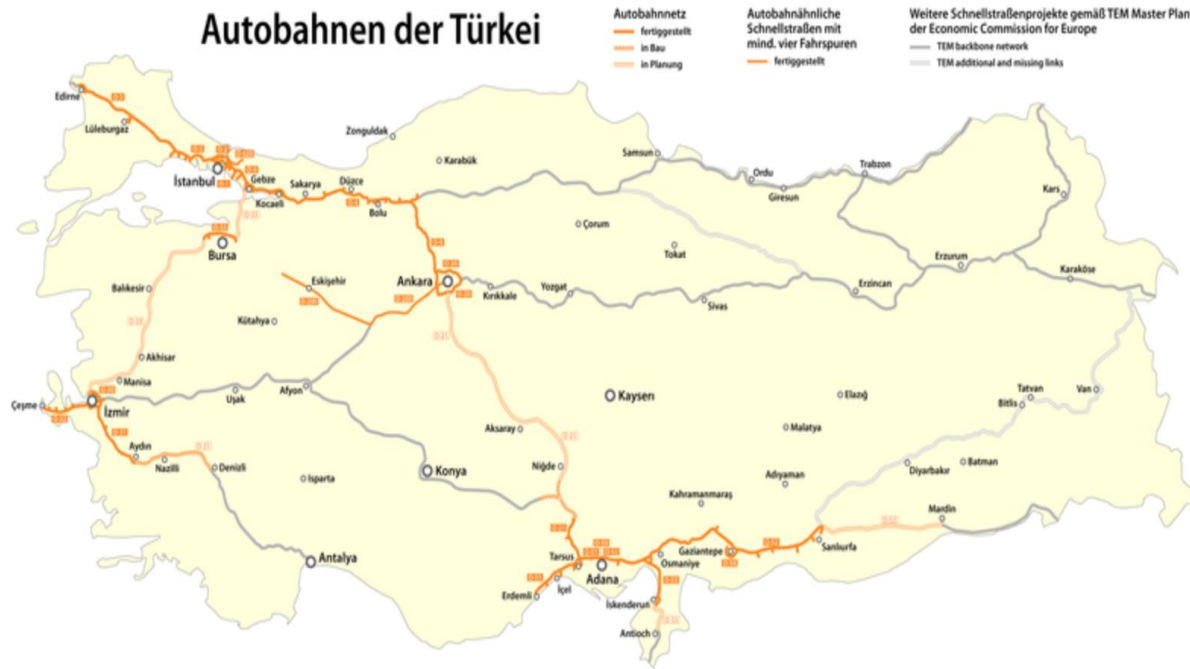 Autobahnen der Türkei
Autobahnnetz
fertiggestellt
in Bau
in Planung
Autobahnähnliche
Schnellstraßen mit
mind. vier Fahrspuren
fertiggestellt
Weitere Schnellstraßenprojekte gemäß TEM Master Plan
der Economic Commission for Europe
TEM backbone network
TEM additional and missing links
Edirne
Lüleburgaz
İstanbul
Gebze
Kocaeli
Sakarya
Düzce
Bolu
Zonguldak
Karabük
Samsun
Ordu
Giresun
Trabzon
Kars
Bursa
Çorum
Tokat
Balıkesir
Eskişehir
Ankara
Kırıkkale
Yozgat
Sivas
Erzincan
Erzurum
Karaköse
Kütahya
Akhisar
Manisa
Çeşme
İzmir
Uşak
Afyon
Kayserı
Elazığ
Tatvan
Bitlis
Van
Aydın
Nazilli
Denizli
Isparta
Konya
Aksaray
Niğde
Malatya
Adıyaman
Kahramanmaraş
Diyarbakır
Batman
Mardin
Antalya
Tarsus
Adana
Erdemli
İçel
Osmaniye
Gaziantepe
Sanlıurfa
İskenderun
Antioch